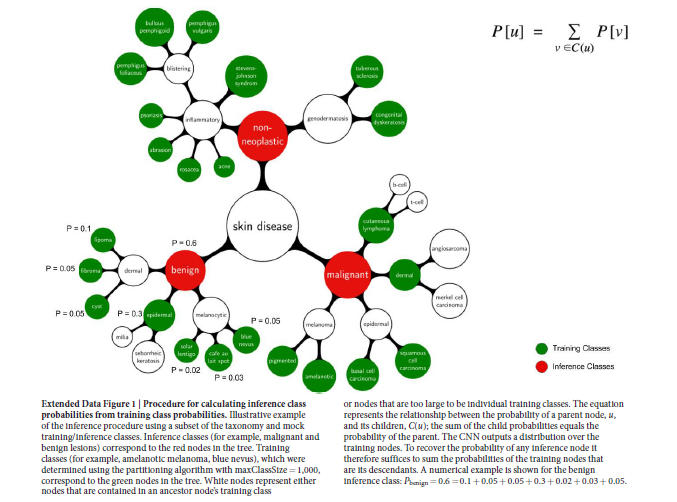 P[u] = Σ P[v]
v ∈C(u)
bullous
pemphigoid
pemphigus
vulgaris
pemphigus
foliaceus
blistering
stevens-
johnson
syndrom
tuberous
sclerosis
psoriasis
inflammatory
genodermatosis
congenital
dyskeratosis
non-
neoplastic
abrasion
rosacea
acne
b-cell
t-cell
cutaneous
lymphoma
skin disease
P = 0.1
lipoma
P = 0.6
angiosarcoma
P = 0.05
fibroma
dermal
benign
malignant
dermal
merkel cell
carcinoma
P = 0.05
cyst
P = 0.3
epidermal
melanocytic
P = 0.05
melanoma
epidermal
milia
seborrheic
keratosis
solar
lentigo
cafe au
lait spot
blue
nevus
P = 0.02
P = 0.03
pigmented
amelanotic
basal cell
carcinoma
squamous
cell
carcinoma
Training Classes
Inference Classes
Extended Data Figure 1 | Procedure for calculating inference class
probabilities from training class probabilities. Illustrative example
of the inference procedure using a subset of the taxonomy and mock
training/inference classes. Inference classes (for example, malignant and
benign lesions) correspond to the red nodes in the tree. Training
classes (for example, amelanotic melanoma, blue nevus), which were
determined using the partitioning algorithm with maxClassSize = 1,000,
correspond to the green nodes in the tree. White nodes represent either
nodes that are contained in an ancestor node's training class
or nodes that are too large to be individual training classes. The equation
represents the relationship between the probability of a parent node, u,
and its children, C(u); the sum of the child probabilities equals the
probability of the parent. The CNN outputs a distribution over the
training nodes. To recover the probability of any inference node it
therefore suffices to sum the probabilities of the training nodes that
are its descendants. A numerical example is shown for the benign
inference class: Pbenign = 0.6 = 0.1 + 0.05 + 0.05 + 0.3 + 0.02 + 0.03 + 0.05.